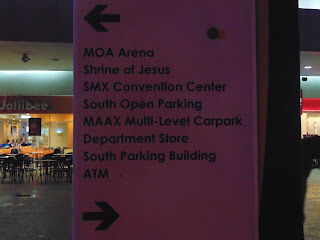 MOA Arena
Shrine of Jesus
SMX Convention Center
South Open Parking
MAAX Multi-Level Carpark
Department Store
South Parking Building
ATM
Jollibee